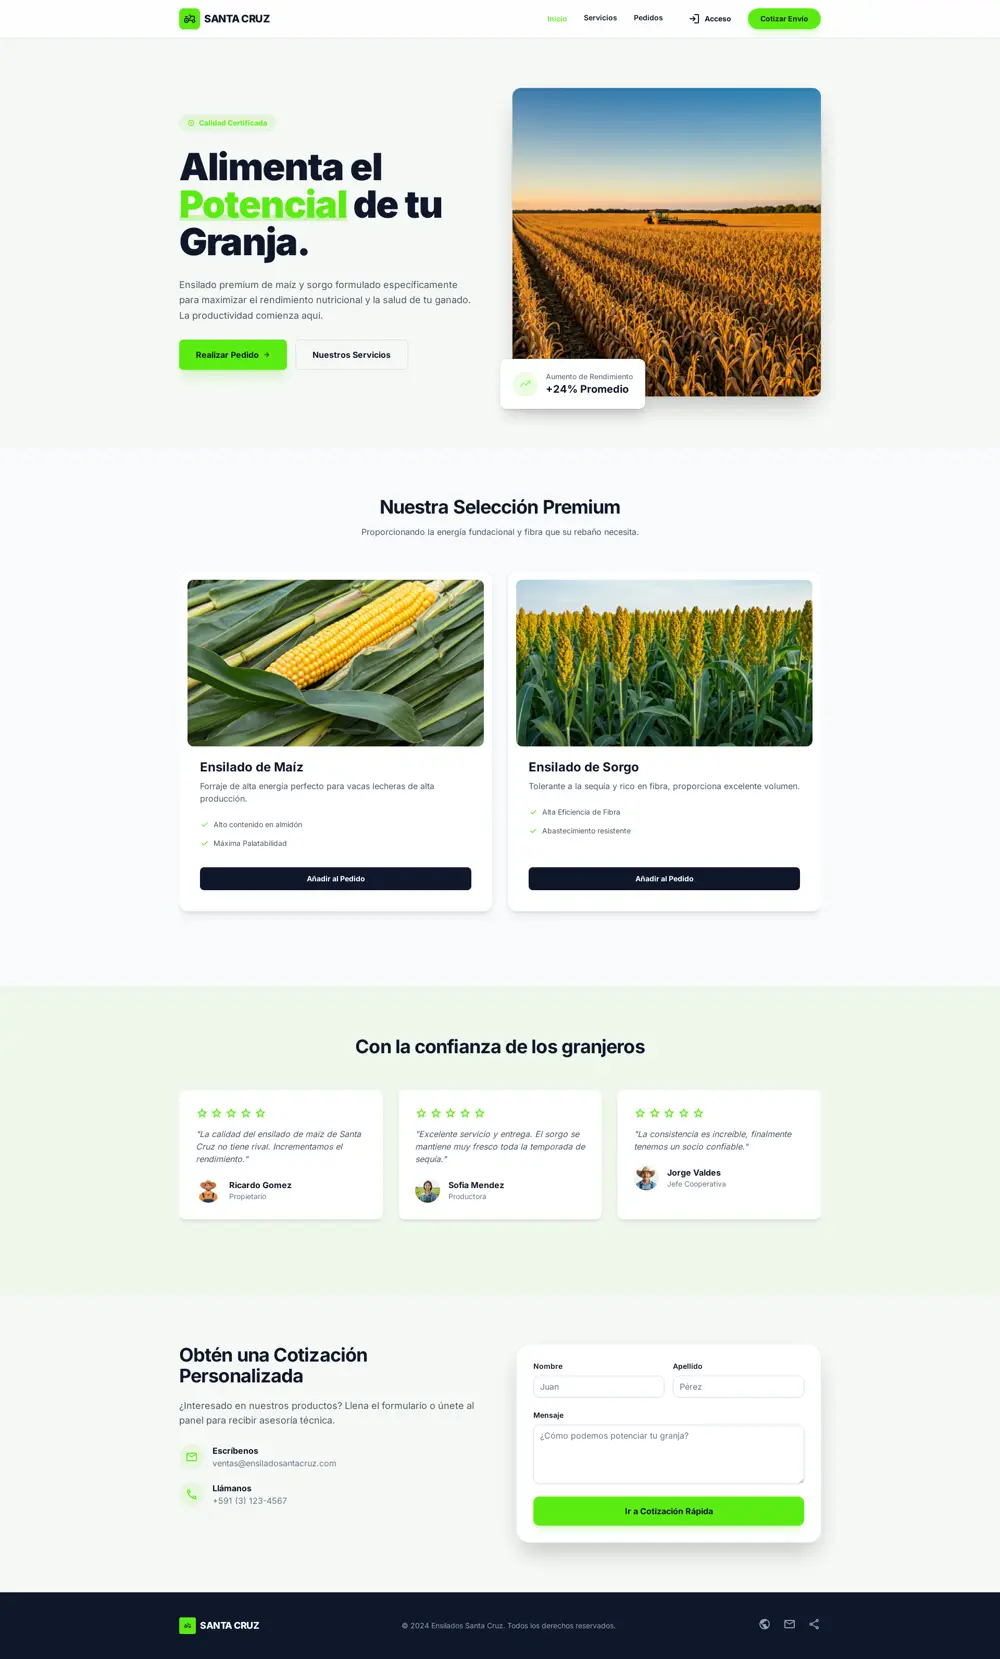 SANTA CRUZ
Inicio
Servicios
Pedidos
Acceso
Cotizar Envío
Calidad Certificada
Alimenta el
Potencial de tu
Granja.
Ensilado premium de maíz y sorgo formulado específicamente
para maximizar el rendimiento nutricional y la salud de tu ganado.
La productividad comienza aquí.
Realizar Pedido
Nuestros Servicios
Aumento de Rendimiento
+24% Promedio
Nuestra Selección Premium
Proporcionando la energía fundacional y fibra que su rebaño necesita.
Ensilado de Maíz
Forraje de alta energía perfecto para vacas lecheras de alta
producción.
Alto contenido en almidón
Máxima Palatabilidad
Añadir al Pedido
Ensilado de Sorgo
Tolerante a la sequía y rico en fibra, proporciona excelente volumen.
Alta Eficiencia de Fibra
Abastecimiento resistente
Añadir al Pedido
Con la confianza de los granjeros
"La calidad del ensilado de maíz de Santa
Cruz no tiene rival. Incrementamos el
rendimiento."
Ricardo Gomez
Propietario
"Excelente servicio y entrega. El sorgo se
mantiene muy fresco toda la temporada de
sequía."
Sofia Mendez
Productora
"La consistencia es increíble, finalmente
tenemos un socio confiable."
Jorge Valdes
Jefe Cooperativa
Obtén una Cotización
Personalizada
¿Interesado en nuestros productos? Llena el formulario o únete al
panel para recibir asesoría técnica.
Escríbenos
ventas@ensiladosantacruz.com
Llámanos
+591 (3) 123-4567
Nombre
Juan
Apellido
Pérez
Mensaje
¿Cómo podemos potenciar tu granja?
Ir a Cotización Rápida
SANTA CRUZ
© 2024 Ensilados Santa Cruz. Todos los derechos reservados.